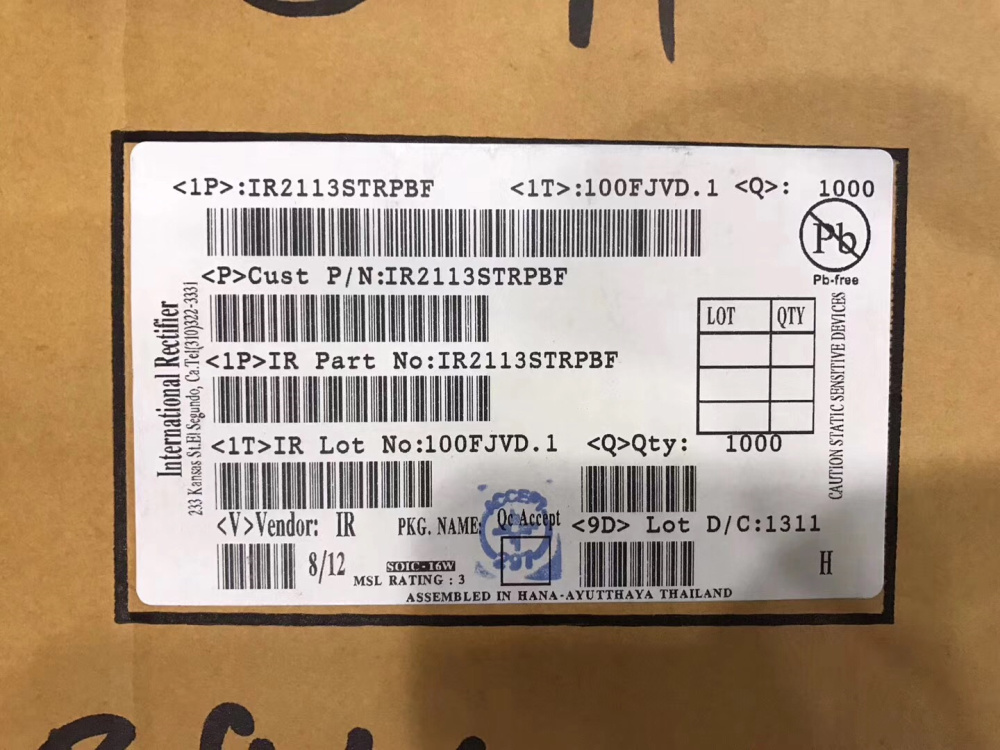 <1P>:IR2113STRPBF <1T>:100FJVD.1 <Q>: 1000
Pb
Pb-free
<P>Cust P/N:IR2113STRPBF
LOT QTY
<1P>IR Part No:IR2113STRPBF
<1T>IR Lot No:100FJVD.1 <Q>Qty: 1000
International Rectifier
233 Kansas St.El Segundo, Ca.Tel(310)322-3331
CAUTION STATIC SENSITIVE DEVICES
<V>Vendor: IR PKG. NAME: Qc Accept <9D> Lot D/C:1311
ACCEPT
8/12 SOIC-16W H
MSL RATING : 3
ASSEMBLED IN HANA-AYUTTHAYA THAILAND